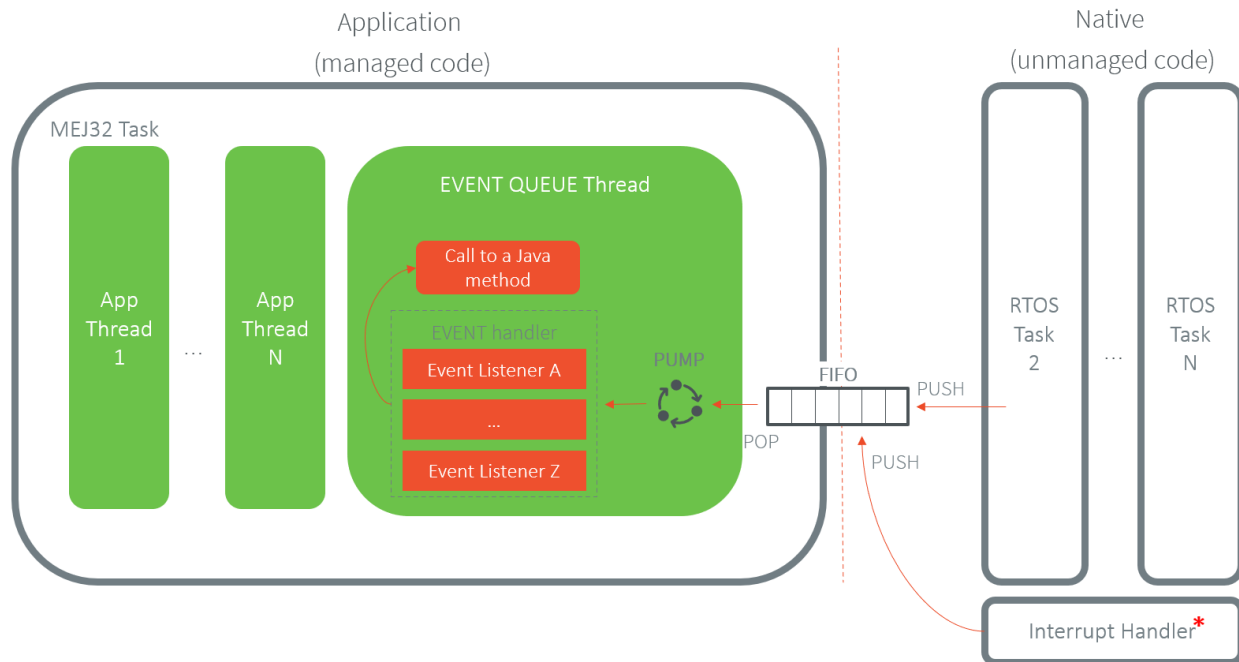 Application
(managed code)
Native
(unmanaged code)
MEJ32 Task
App
Thread
1
...
App
Thread
N
EVENT QUEUE Thread
Call to a Java
method
EVENT handler
Event Listener A
...
Event Listener Z
PUMP
POP
FIFO
PUSH
PUSH
RTOS
Task
2
...
RTOS
Task
N
Interrupt Handler*